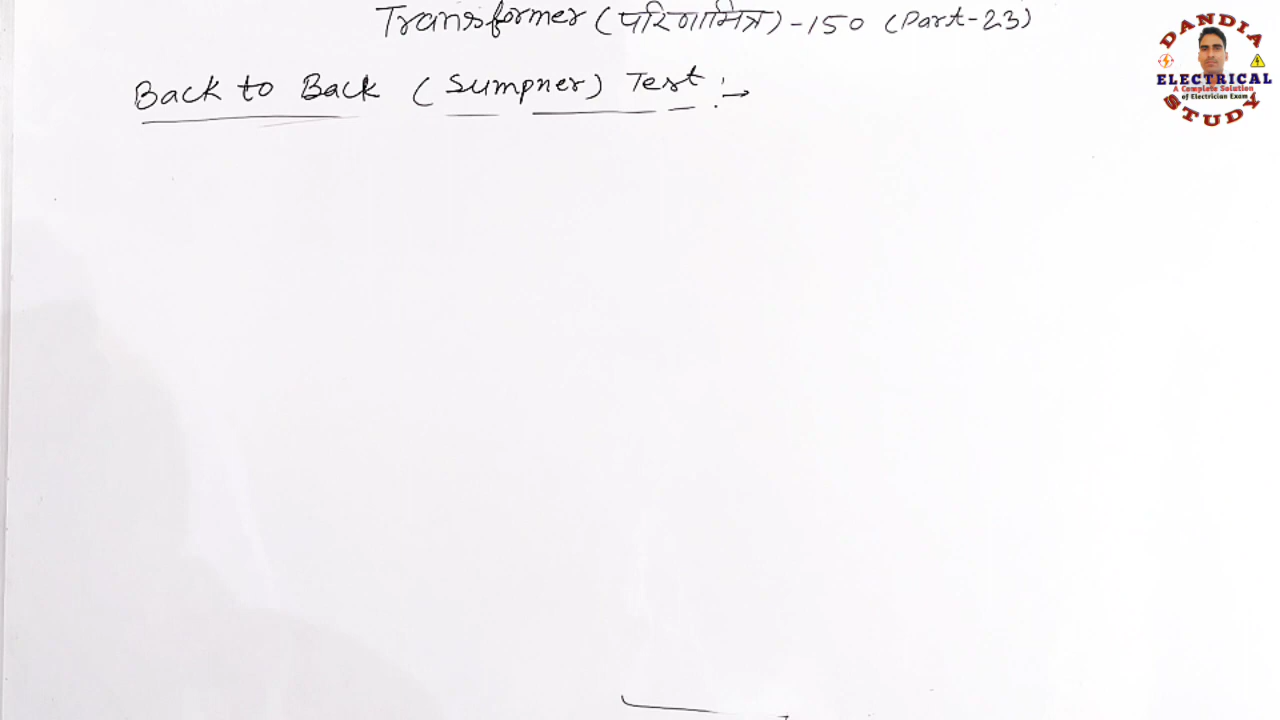 Transformer (परिणामित्र) - 150 (Part-23)
Back to Back (Sumpner) Test :→
DANDIA
ELECTRICAL
A Complete Solution
of Electrician Exam
STUDY